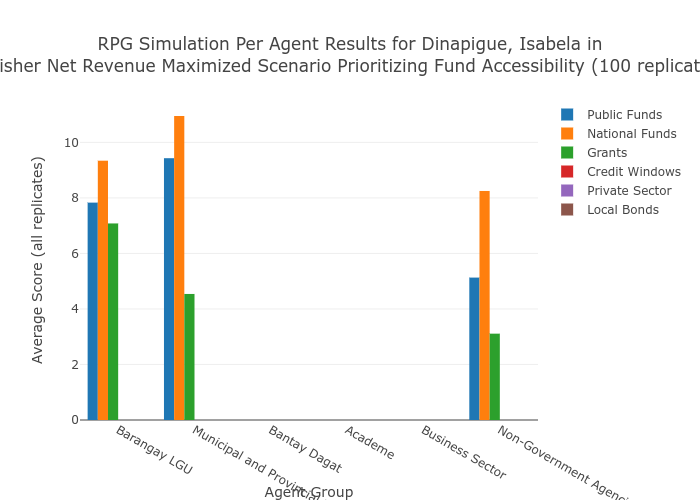 RPG Simulation Per Agent Results for Dinapigue, Isabela in
isher Net Revenue Maximized Scenario Prioritizing Fund Accessibility (100 replicat
Public Funds
National Funds
Grants
Credit Windows
Private Sector
Local Bonds
Average Score (all replicates)
10
8
6
4
2
0
Barangay LGU
Municipal and Provincial
Bantay Dagat
Academe
Business Sector
Non-Government Agenci
Agent Group